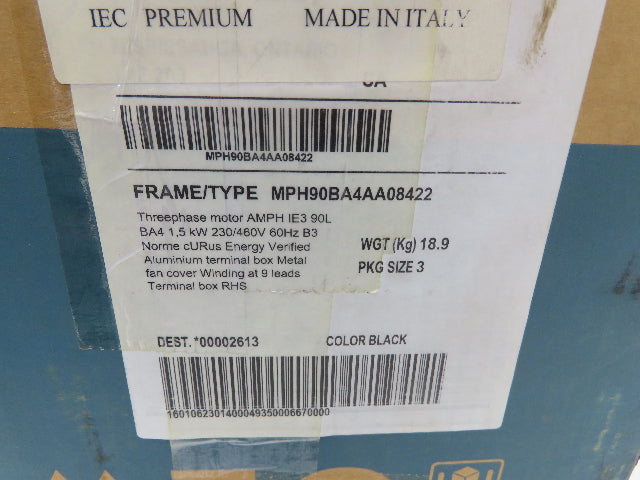 IEC PREMIUM MADE IN ITALY
MPH90BA4AA08422
FRAME/TYPE MPH90BA4AA08422
Threephase motor AMPH IE3 90L
BA4 1,5 kW 230/460V 60Hz B3
Norme cURus Energy Verified
Aluminium terminal box Metal
fan cover Winding at 9 leads
Terminal box RHS
WGT (Kg) 18.9
PKG SIZE 3
DEST. *00002613 COLOR BLACK
1601062301400049350006670000